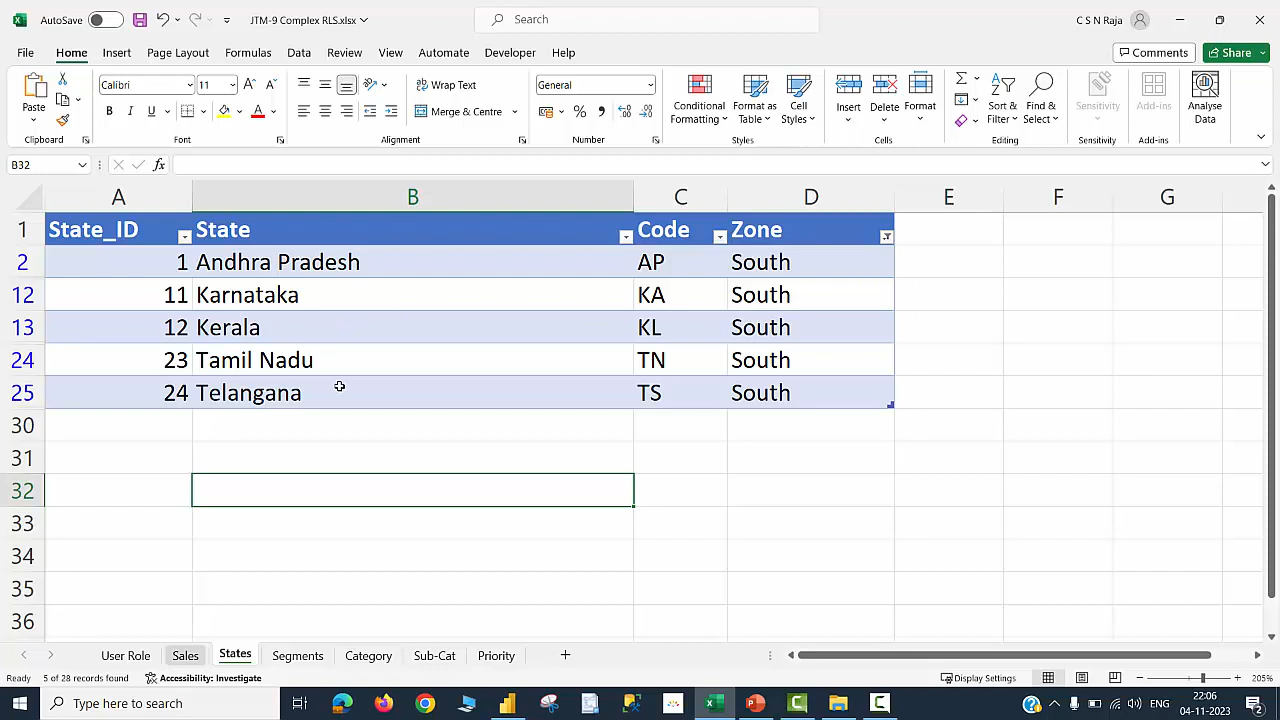 AutoSave JTM-9 Complex RLS.xlsx Search C S N Raja
File Home Insert Page Layout Formulas Data Review View Automate Developer Help Comments Share
Paste Calibri 11 Wrap Text General Conditional Formatting Format as Table Cell Styles Insert Delete Format Sort & Filter Find & Select Sensitivity Add-ins Analyse Data
B I U Merge & Centre
Clipboard Font Alignment Number Styles Cells Editing Sensitivity Add-ins
B32 fx
A B C D E F G
1 State_ID State Code Zone
2 1 Andhra Pradesh AP South
12 11 Karnataka KA South
13 12 Kerala KL South
24 23 Tamil Nadu TN South
25 24 Telangana TS South
30
31
32
33
34
35
36
User Role Sales States Segments Category Sub-Cat Priority
Ready 5 of 28 records found Accessibility: Investigate Display Settings 205%
Type here to search ENG 22:06
04-11-2023 2